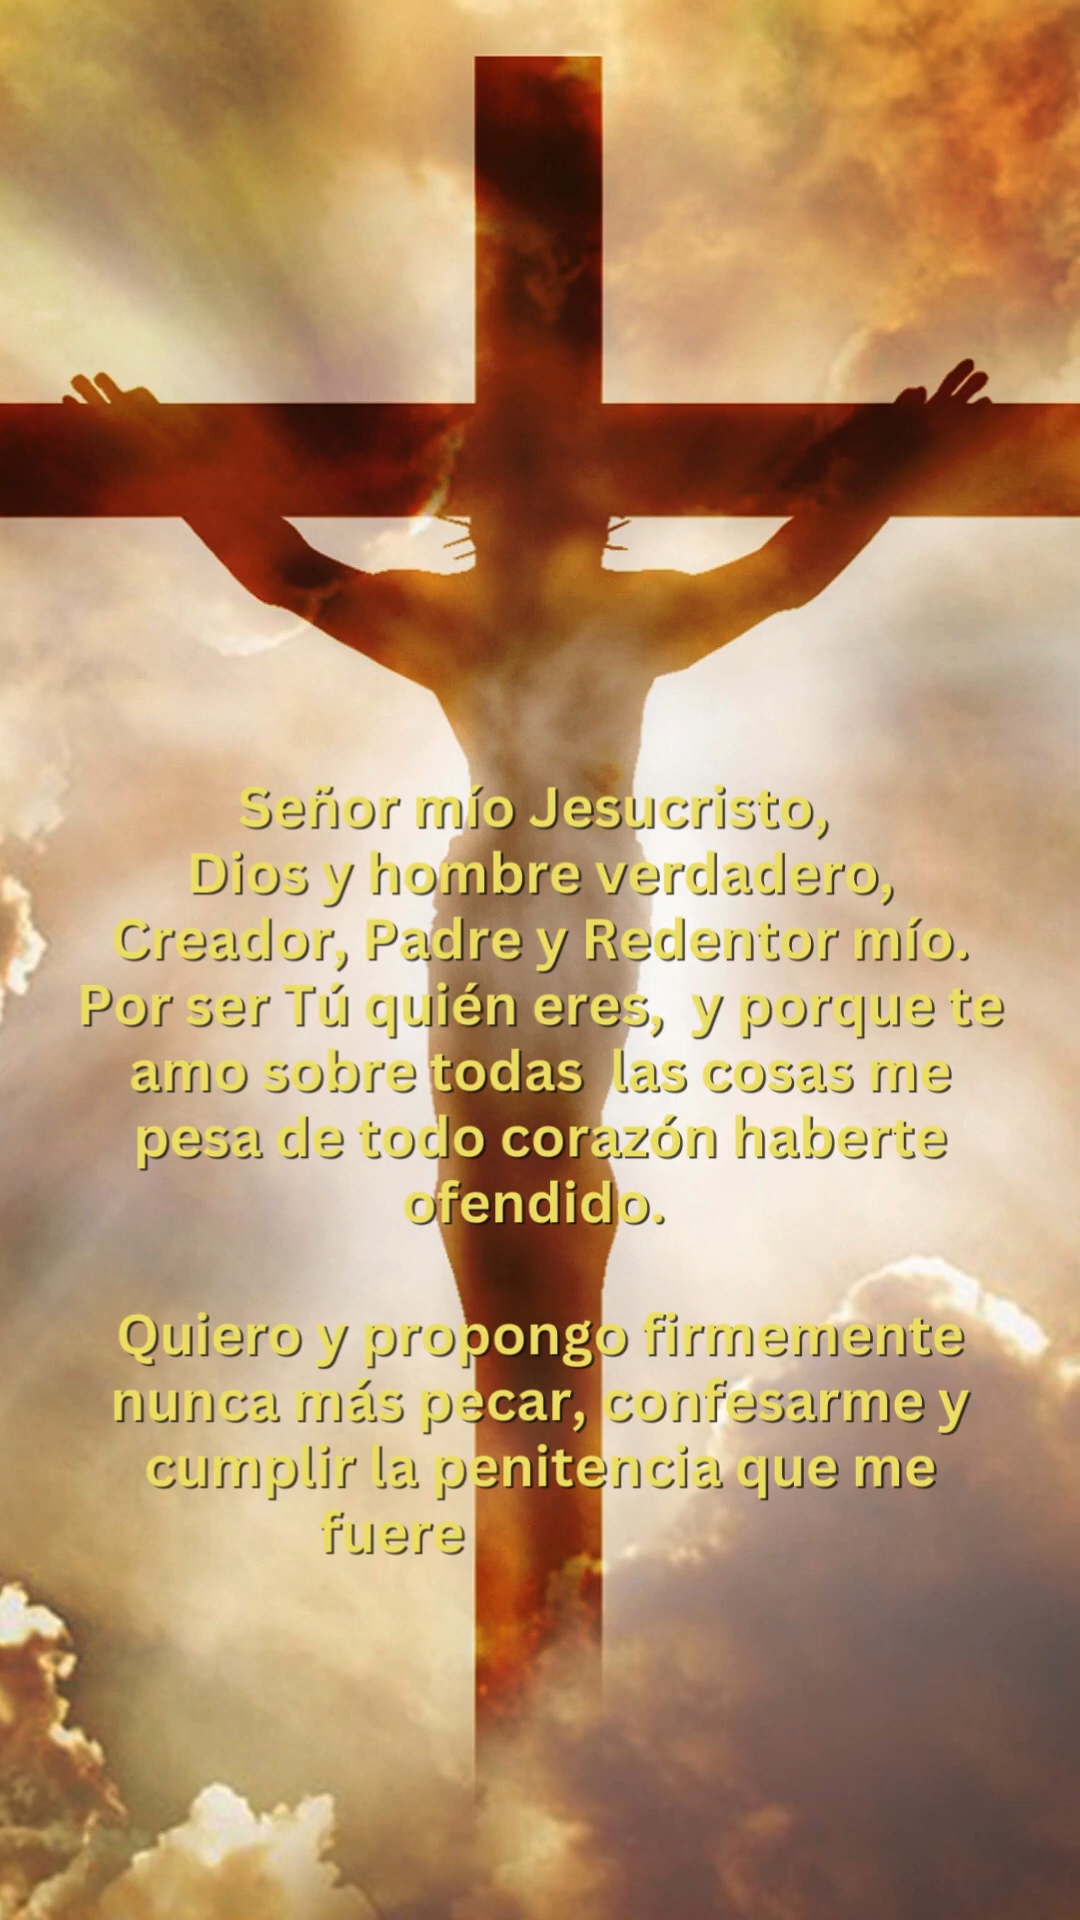 Señor mío Jesucristo,
Dios y hombre verdadero,
Creador, Padre y Redentor mío.
Por ser Tú quién eres,  y porque te
amo sobre todas  las cosas me
pesa de todo corazón haberte
ofendido.
Quiero y propongo firmemente
nunca más pecar, confesarme y
cumplir la penitencia que me
fuere